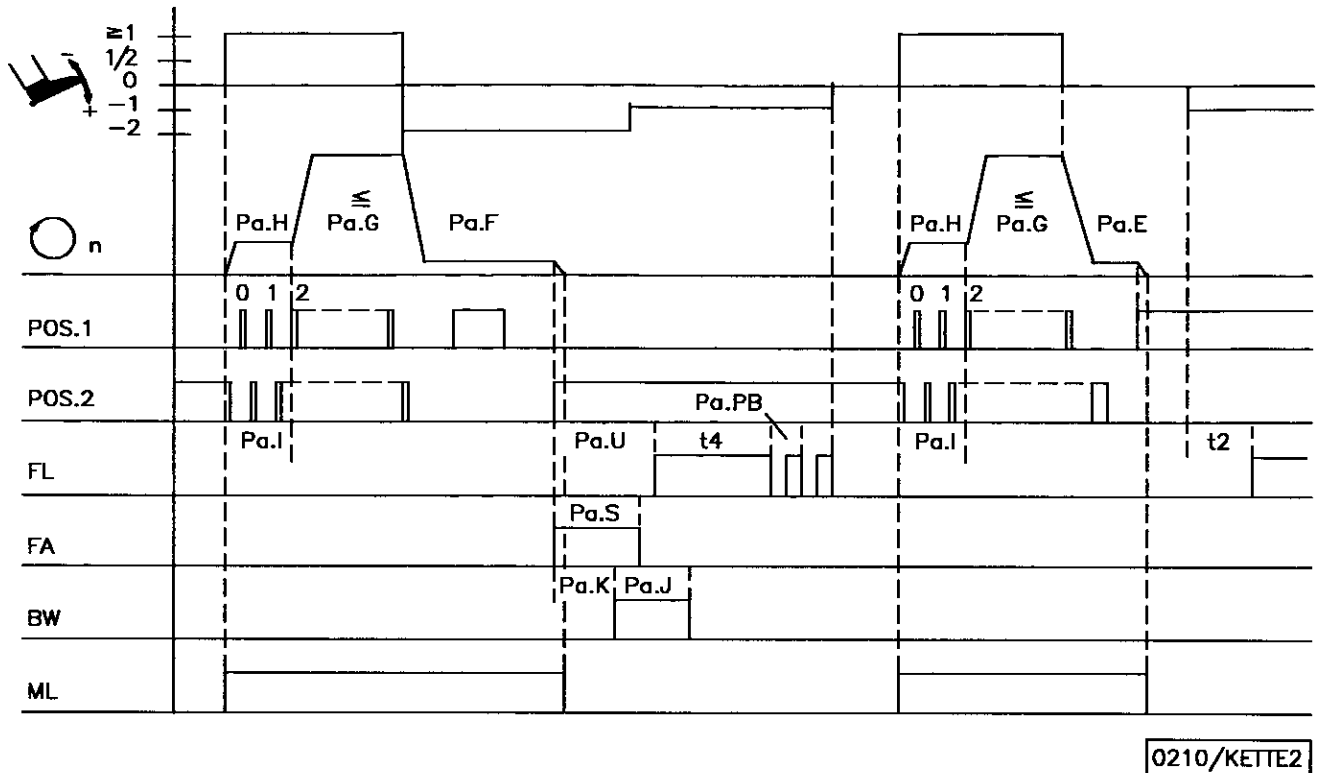 ≥1
1/2
0
-1
-2
- +
n
Pa.H
≤
Pa.G
Pa.F
Pa.H
≤
Pa.G
Pa.E
0 1 2
0 1 2
POS.1
POS.2
Pa.PB
Pa.I
Pa.U
t4
Pa.I
t2
FL
Pa.S
FA
Pa.K
Pa.J
BW
ML
0210/KETTE2